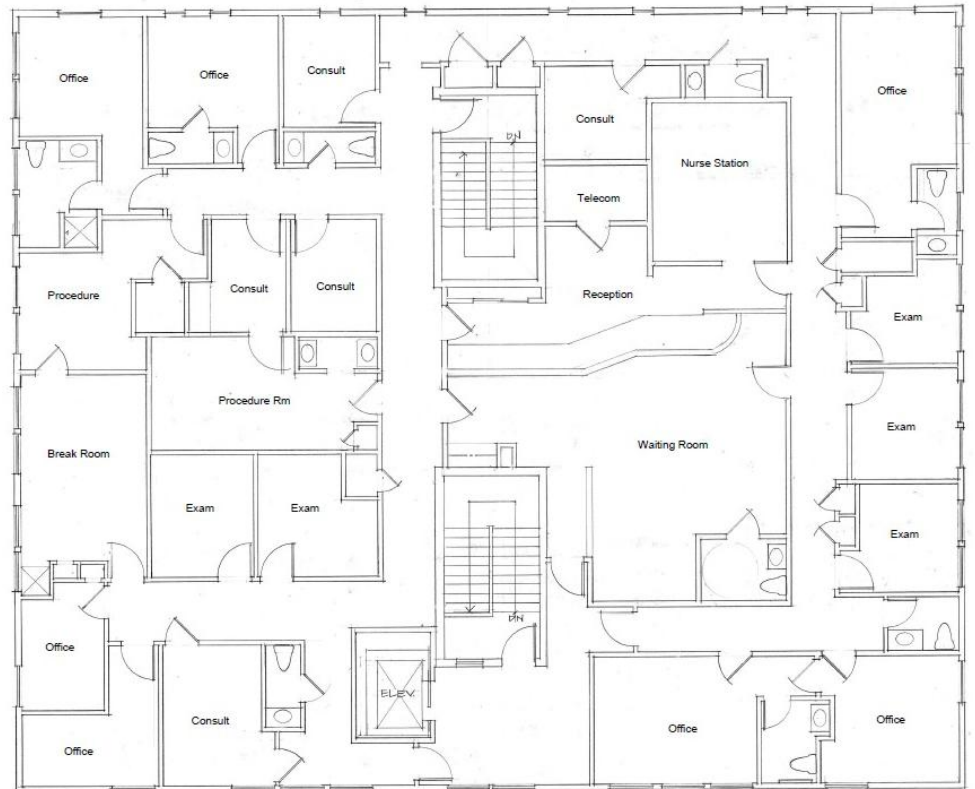 Office
Office
Consult
Office
Consult
DN
Nurse Station
Telecom
Procedure
Consult
Consult
Reception
Exam
Procedure Rm
Break Room
Waiting Room
Exam
Exam
Exam
Exam
DN
Office
ELEV.
Consult
Office
Office
Office